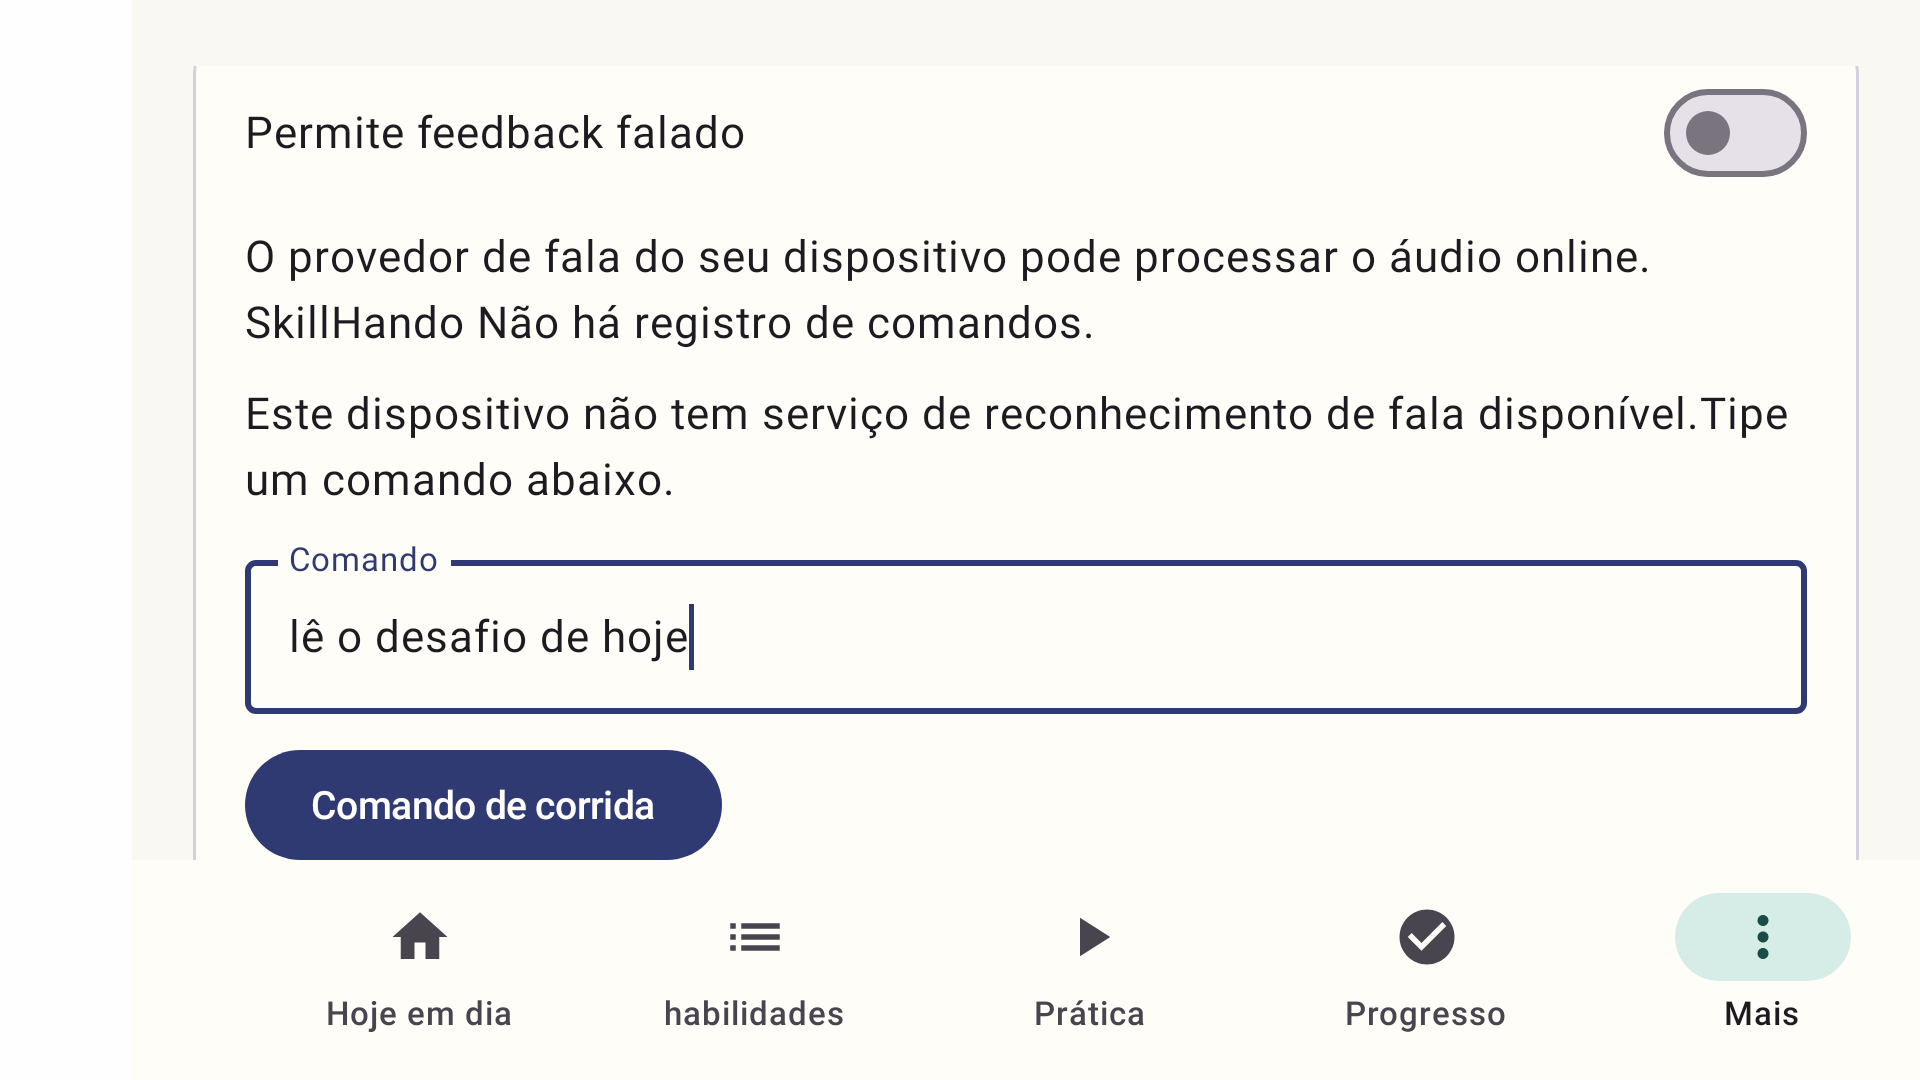 Permite feedback falado
O provedor de fala do seu dispositivo pode processar o áudio online.
SkillHando Não há registro de comandos.
Este dispositivo não tem serviço de reconhecimento de fala disponível.Tipe
um comando abaixo.
Comando
lê o desafio de hoje
Comando de corrida
Hoje em dia
habilidades
Prática
Progresso
Mais